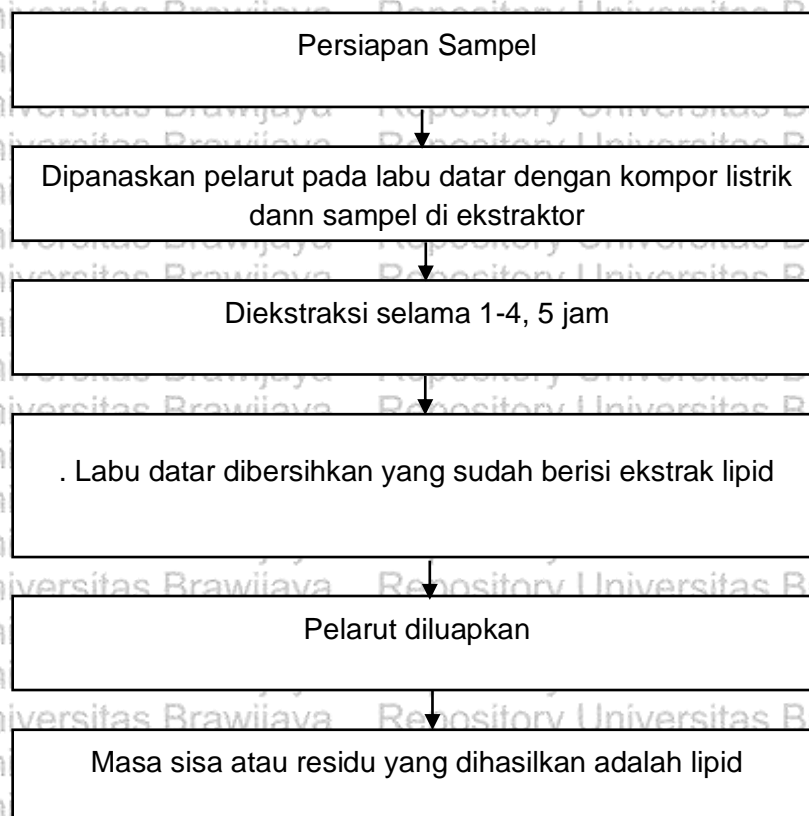 Persiapan Sampel
Dipanaskan pelarut pada labu datar dengan kompor listrik
dann sampel di ekstraktor
Diekstraksi selama 1-4, 5 jam
. Labu datar dibersihkan yang sudah berisi ekstrak lipid
Pelarut diluapkan
Masa sisa atau residu yang dihasilkan adalah lipid